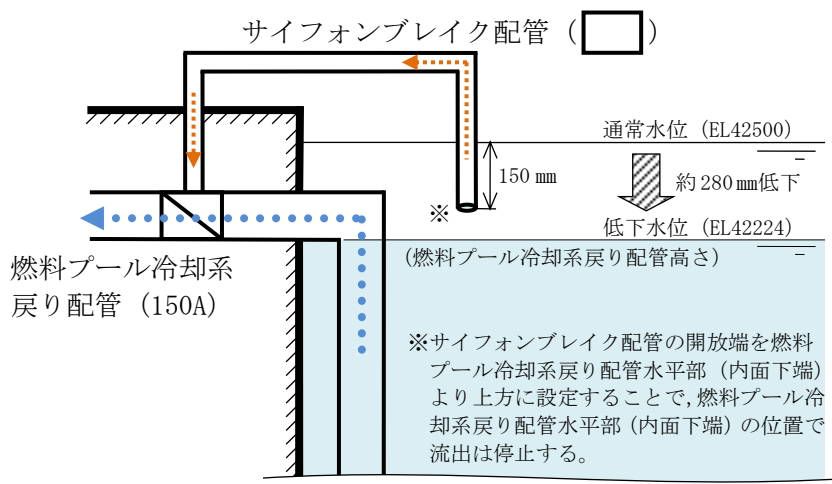 サイフォンブレイク配管（　　）
通常水位（EL42500）
150 mm
約 280 mm低下
※
低下水位（EL42224）
（燃料プール冷却系戻り配管高さ）
燃料プール冷却系
戻り配管（150A）
※サイフォンブレイク配管の開放端を燃料
プール冷却系戻り配管水平部（内面下端）
より上方に設定することで，燃料プール冷
却系戻り配管水平部（内面下端）の位置で
流出は停止する。